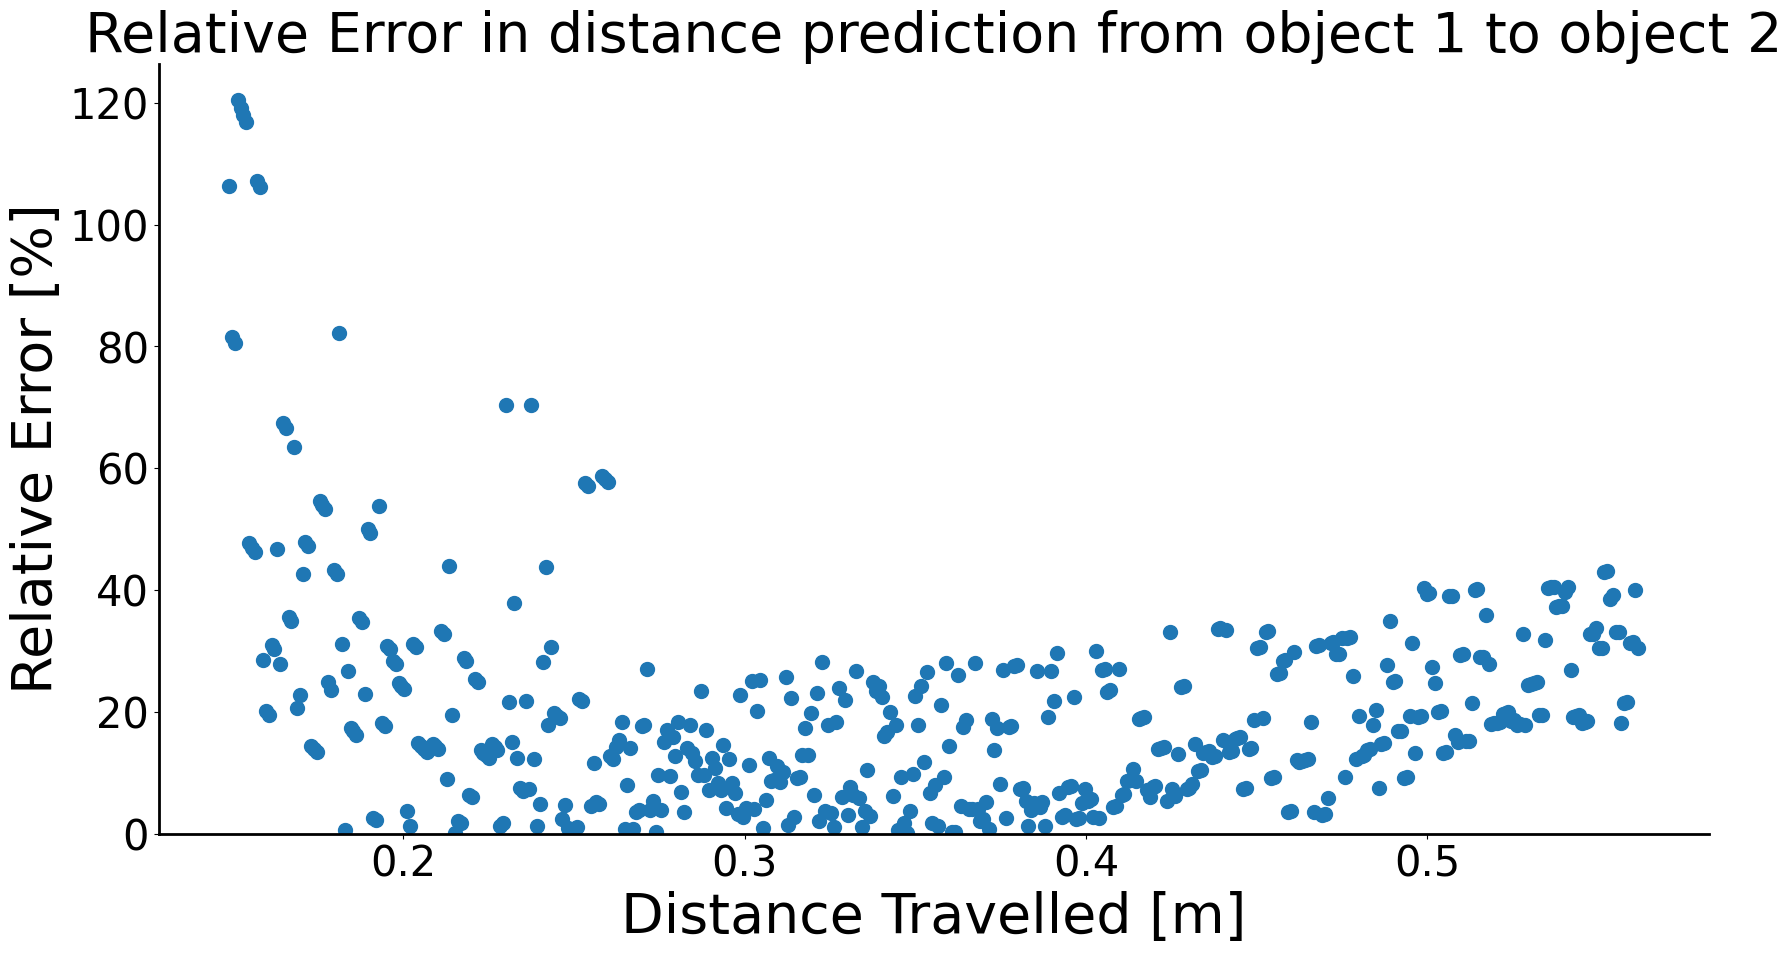 Relative Error in distance prediction from object 1 to object 2
Relative Error [%]
120
100
80
60
40
20
0
0.2 0.3 0.4 0.5
Distance Travelled [m]